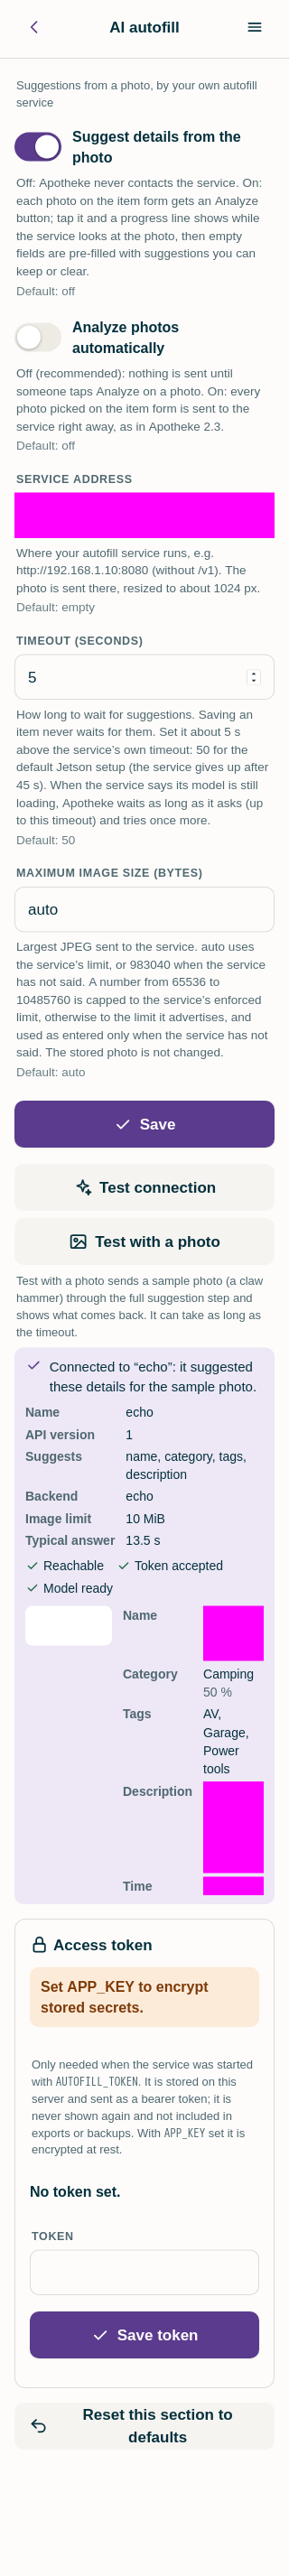 AI autofill
Suggestions from a photo, by your own autofill
service
Suggest details from the
photo
Off: Apotheke never contacts the service. On:
each photo on the item form gets an Analyze
button; tap it and a progress line shows while
the service looks at the photo, then empty
fields are pre-filled with suggestions you can
keep or clear.
Default: off
Analyze photos
automatically
Off (recommended): nothing is sent until
someone taps Analyze on a photo. On: every
photo picked on the item form is sent to the
service right away, as in Apotheke 2.3.
Default: off
SERVICE ADDRESS
Where your autofill service runs, e.g.
http://192.168.1.10:8080 (without /v1). The
photo is sent there, resized to about 1024 px.
Default: empty
TIMEOUT (SECONDS)
5
How long to wait for suggestions. Saving an
item never waits for them. Set it about 5 s
above the service's own timeout: 50 for the
default Jetson setup (the service gives up after
45 s). When the service says its model is still
loading, Apotheke waits as long as it asks (up
to this timeout) and tries once more.
Default: 50
MAXIMUM IMAGE SIZE (BYTES)
auto
Largest JPEG sent to the service. auto uses
the service's limit, or 983040 when the service
has not said. A number from 65536 to
10485760 is capped to the service's enforced
limit, otherwise to the limit it advertises, and
used as entered only when the service has not
said. The stored photo is not changed.
Default: auto
Save
Test connection
Test with a photo
Test with a photo sends a sample photo (a claw
hammer) through the full suggestion step and
shows what comes back. It can take as long as
the timeout.
Connected to “echo”: it suggested
these details for the sample photo.
Name echo
API version 1
Suggests name, category, tags,
description
Backend echo
Image limit 10 MiB
Typical answer 13.5 s
Reachable Token accepted
Model ready
Name
Category Camping
50 %
Tags AV,
Garage,
Power
tools
Description
Time
Access token
Set APP_KEY to encrypt
stored secrets.
Only needed when the service was started
with AUTOFILL_TOKEN. It is stored on this
server and sent as a bearer token; it is
never shown again and not included in
exports or backups. With APP_KEY set it is
encrypted at rest.
No token set.
TOKEN
Save token
Reset this section to
defaults